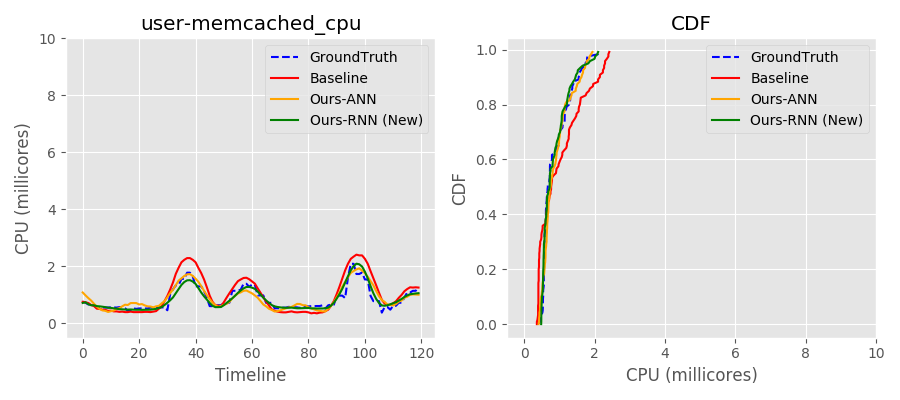 user-memcached_cpu
CPU (millicores)
10
8
6
4
2
0
GroundTruth
Baseline
Ours-ANN
Ours-RNN (New)
0 20 40 60 80 100 120
Timeline
CDF
CDF
1.0
0.8
0.6
0.4
0.2
0.0
GroundTruth
Baseline
Ours-ANN
Ours-RNN (New)
0 2 4 6 8 10
CPU (millicores)